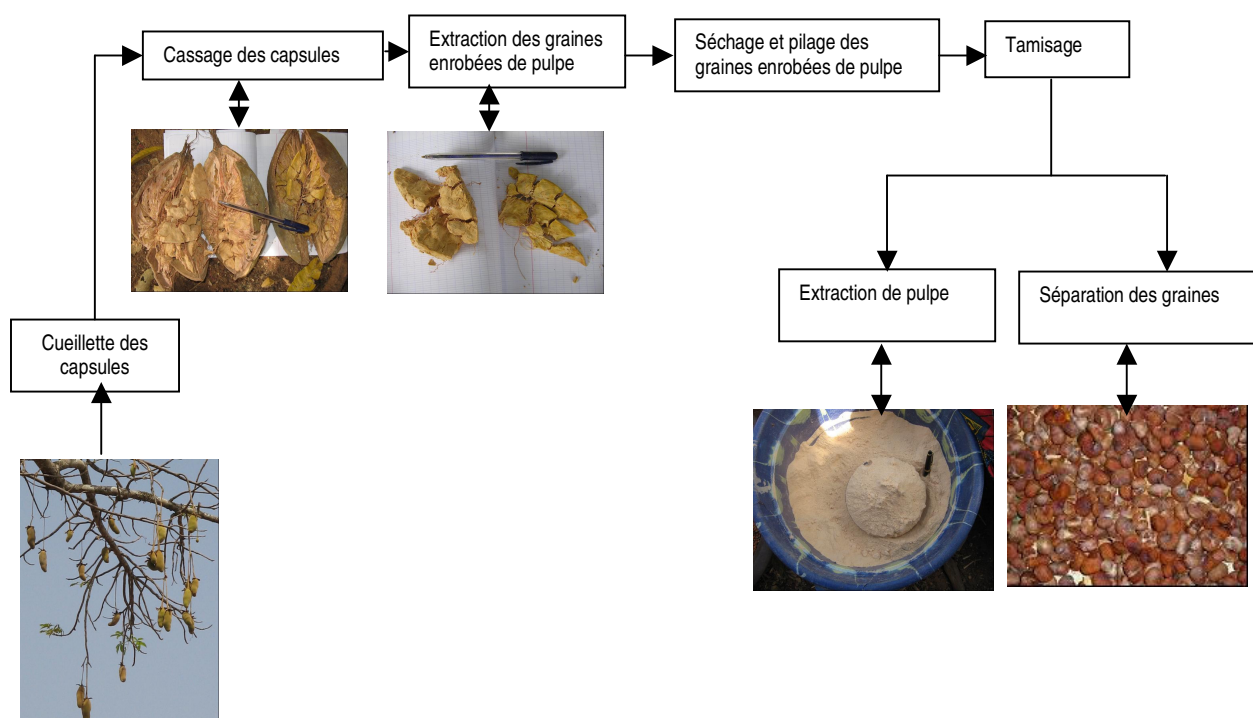 Cassage des capsules
Extraction des graines
enrobées de pulpe
Séchage et pilage des
graines enrobées de pulpe
Tamisage
Extraction de pulpe
Séparation des graines
Cueillette des
capsules